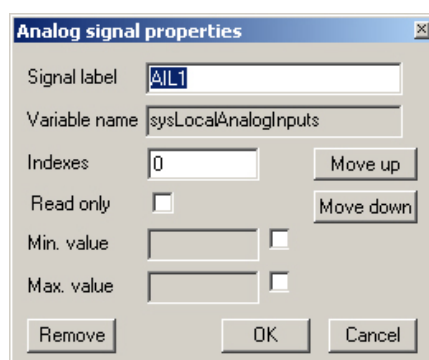 Analog signal properties
Signal label AIL1
Variable name sysLocalAnalogInputs
Indexes 0 Move up
Read only Move down
Min. value
Max. value
Remove OK Cancel